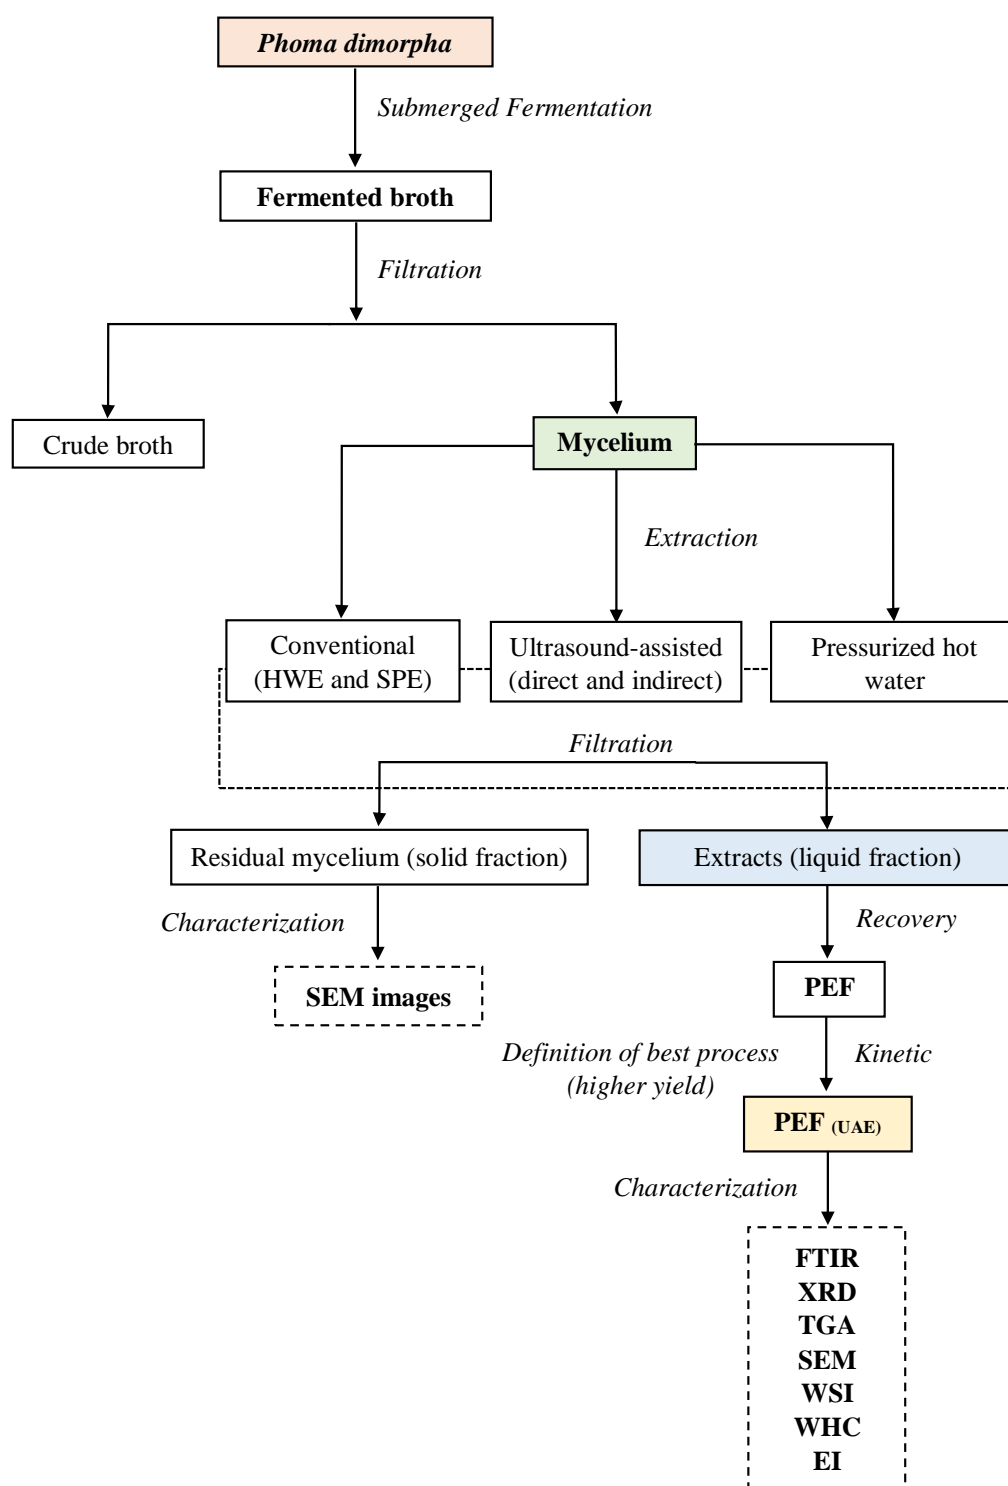 Phoma dimorpha
Submerged Fermentation
Fermented broth
Filtration
Crude broth
Mycelium
Extraction
Conventional
(HWE and SPE)
Ultrasound-assisted
(direct and indirect)
Pressurized hot
water
Filtration
Residual mycelium (solid fraction)
Extracts (liquid fraction)
Characterization
Recovery
SEM images
PEF
Definition of best process
(higher yield)
Kinetic
PEF (UAE)
Characterization
FTIR
XRD
TGA
SEM
WSI
WHC
EI